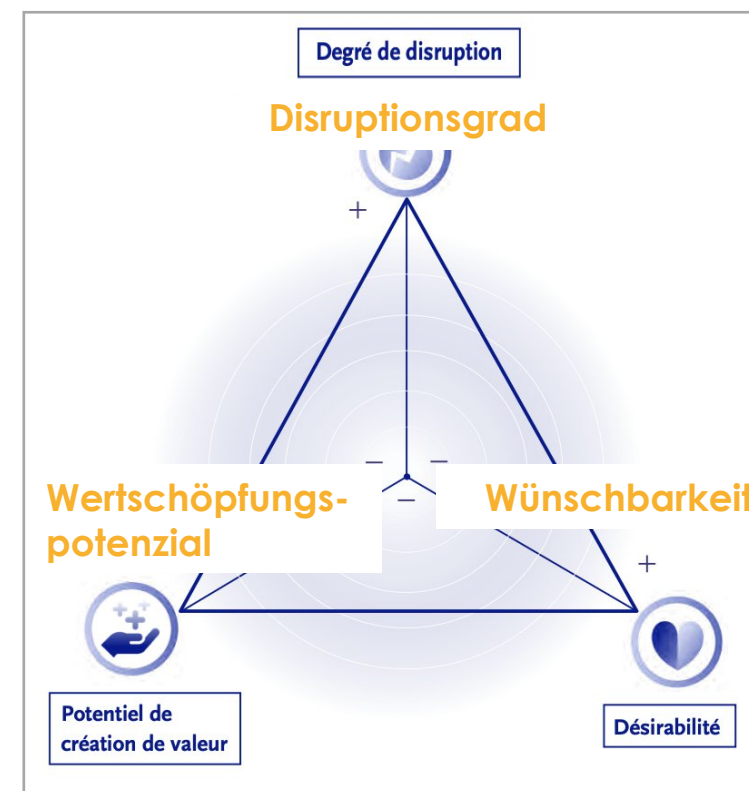 Degré de disruption
Disruptionsgrad
+
− −
−
Wertschöpfungs-
potenzial
Wünschbarkeit
+
Potentiel de
création de valeur
Désirabilité